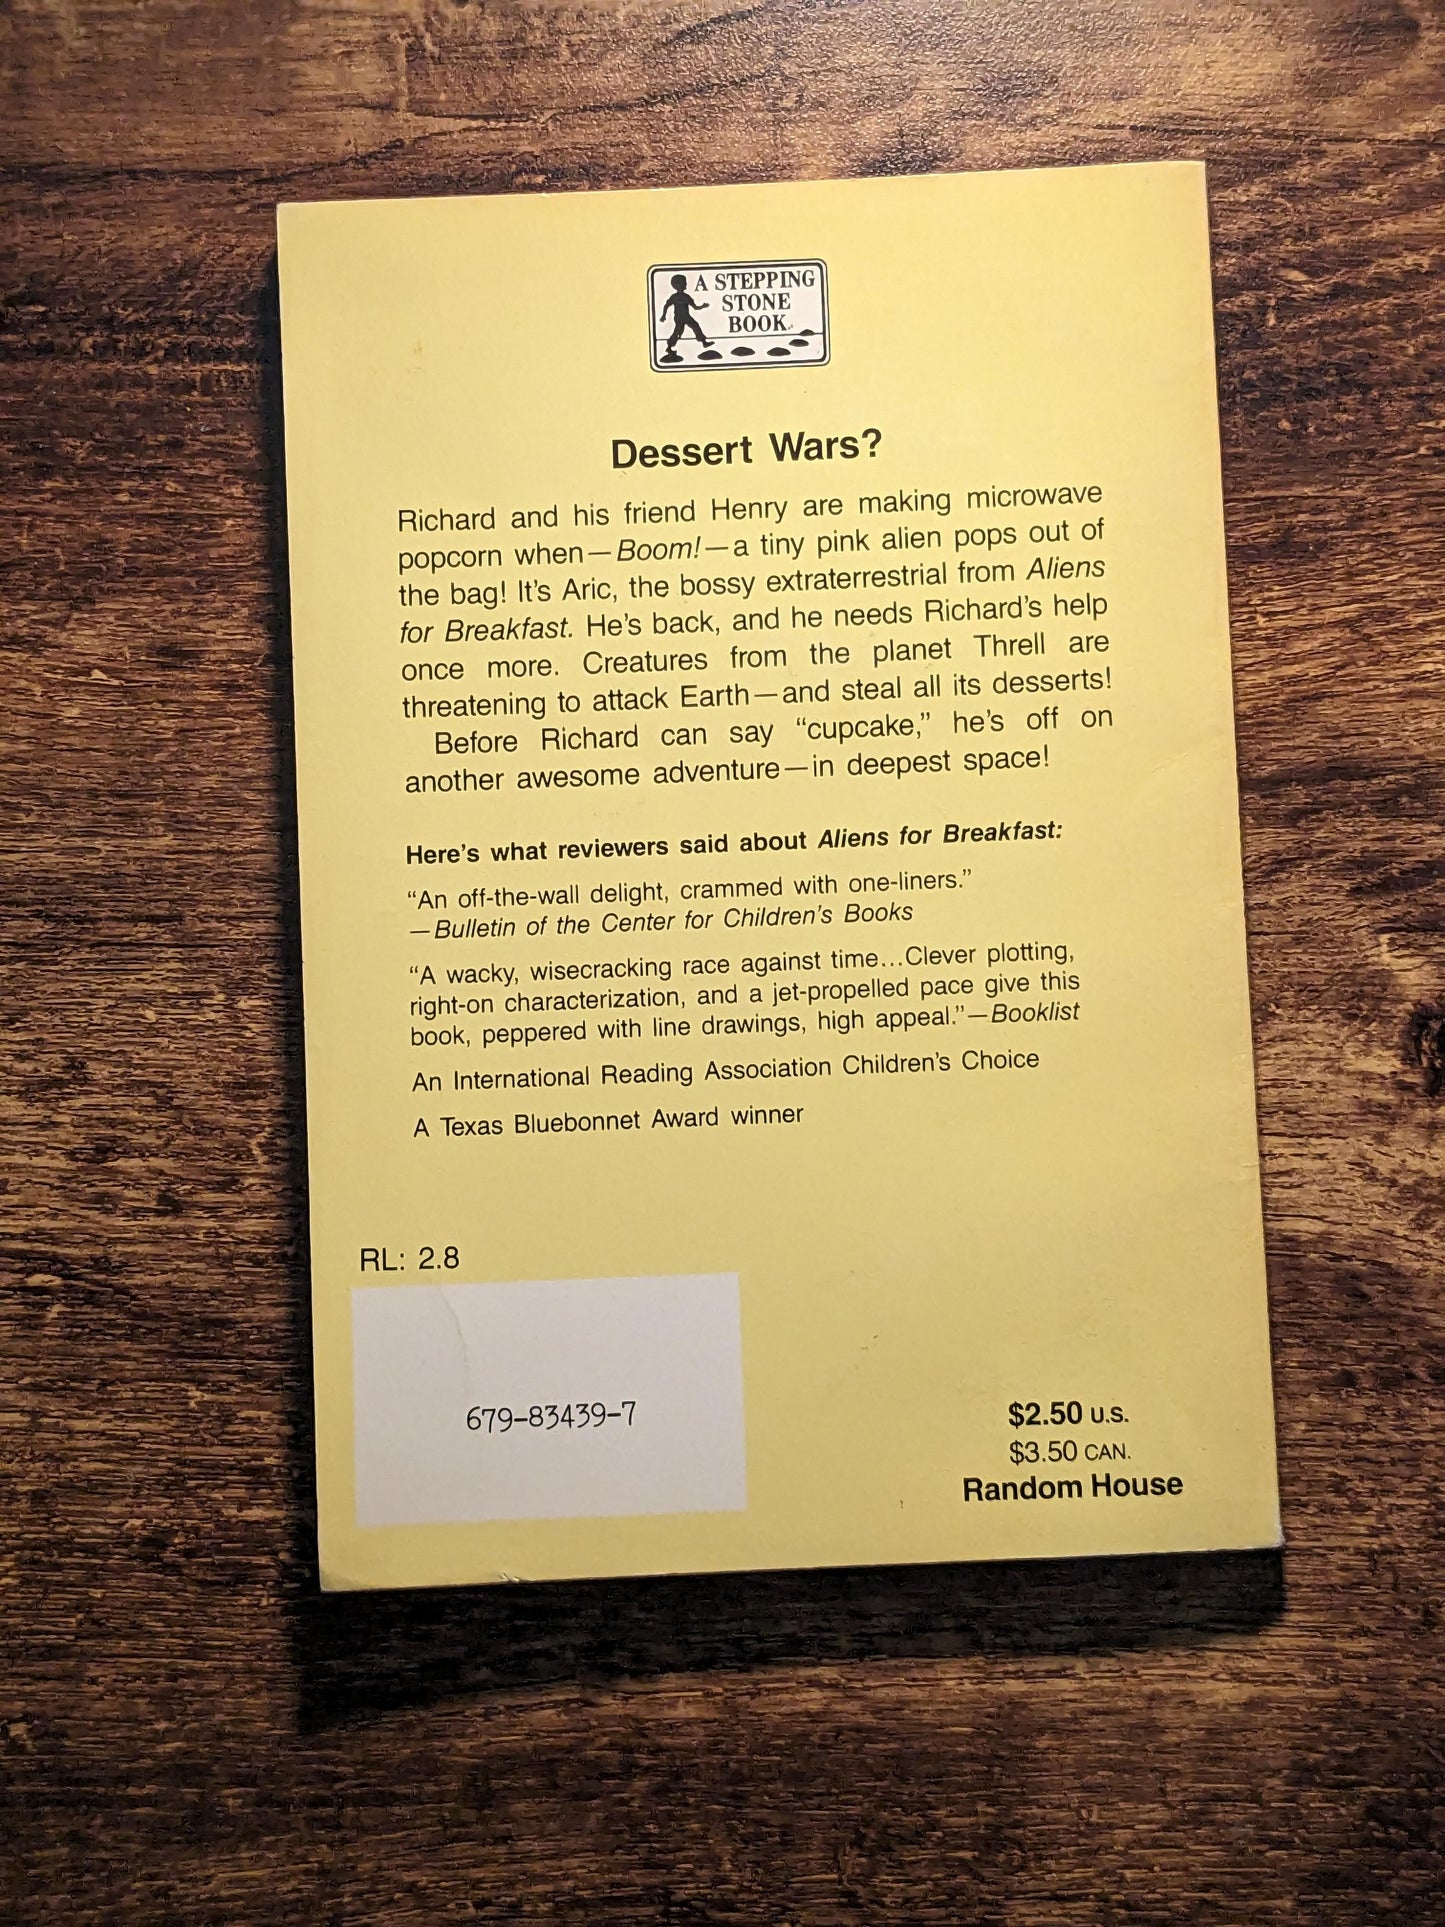 A STEPPING
STONE
BOOK
Dessert Wars?
Richard and his friend Henry are making microwave
popcorn when—Boom!—a tiny pink alien pops out of
the bag! It's Aric, the bossy extraterrestrial from Aliens
for Breakfast. He's back, and he needs Richard's help
once more. Creatures from the planet Threll are
threatening to attack Earth—and steal all its desserts!
Before Richard can say “cupcake,” he's off on
another awesome adventure—in deepest space!
Here's what reviewers said about Aliens for Breakfast:
“An off-the-wall delight, crammed with one-liners.”
—Bulletin of the Center for Children's Books
“A wacky, wisecracking race against time...Clever plotting,
right-on characterization, and a jet-propelled pace give this
book, peppered with line drawings, high appeal.”—Booklist
An International Reading Association Children's Choice
A Texas Bluebonnet Award winner
RL: 2.8
679-83439-7
$2.50 U.S.
$3.50 CAN.
Random House